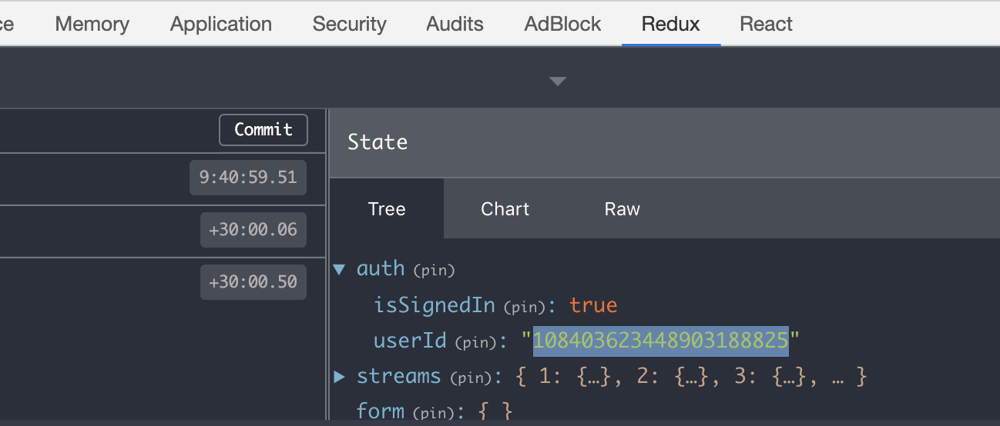 ce Memory Application Security Audits AdBlock Redux React
Commit
9:40:59.51
+30:00.06
+30:00.50
State
Tree Chart Raw
auth (pin)
isSignedIn (pin): true
userId (pin): "108403623448903188825"
streams (pin): { 1: {…}, 2: {…}, 3: {…}, … }
form (pin): { }